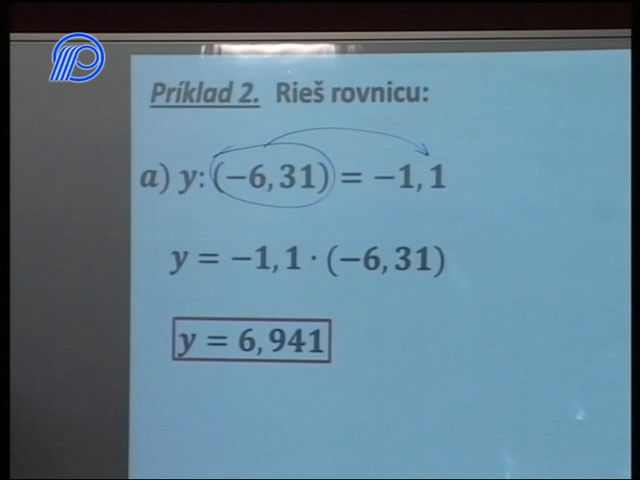 Príklad 2. Rieš rovnicu:
a) y: (−6,31) = −1,1
y = −1,1 · (−6,31)
y = 6,941